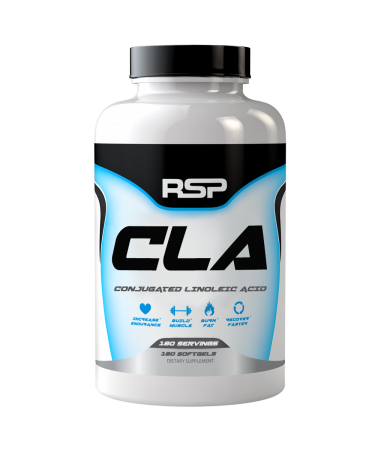 RSP
CLA
CONJUGATED LINOLEIC ACID
INCREASE* BUILD* BURN* RECOVER
ENDURANCE MUSCLE FAT FASTER
180 SERVINGS
180 SOFTGELS
DIETARY SUPPLEMENT